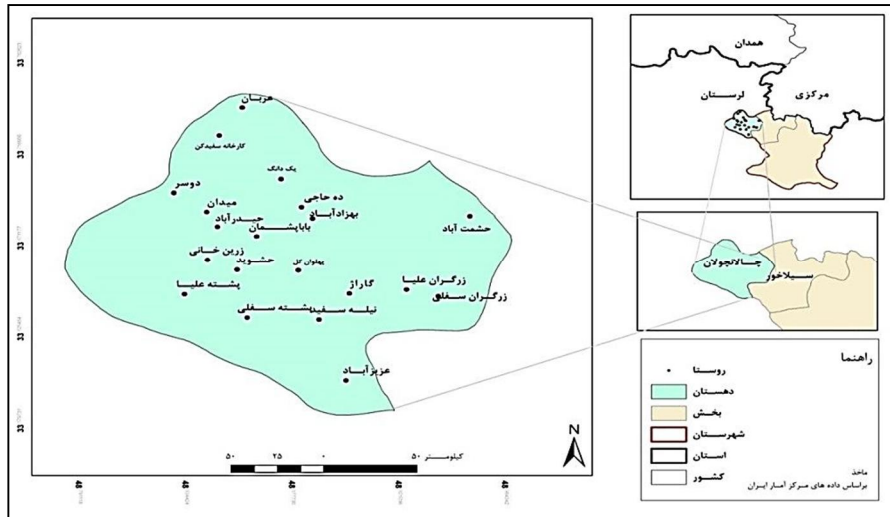 عربان
کارخانه سفیدکن
یک دانگ
دوسر
ده حاجی
میدان
بهزادآباد
حشمت آباد
حیدرآباد
باباپشمان
زرین خانی
حشوید
پهلوان کل
پشته علیا
گاراژ
زرگران علیا
زرگران سفلی
پشته سفلی
نیله سفید
عزیزآباد
N
۵۰ ۲۵ ۰ ۵۰ کیلومتر
همدان
مرکزی
لرستان
چالانچولان
سیلاخور
راهنما
روستا
دهستان
بخش
شهرستان
استان
کشور
ماخذ
براساس داده های مرکز آمار ایران